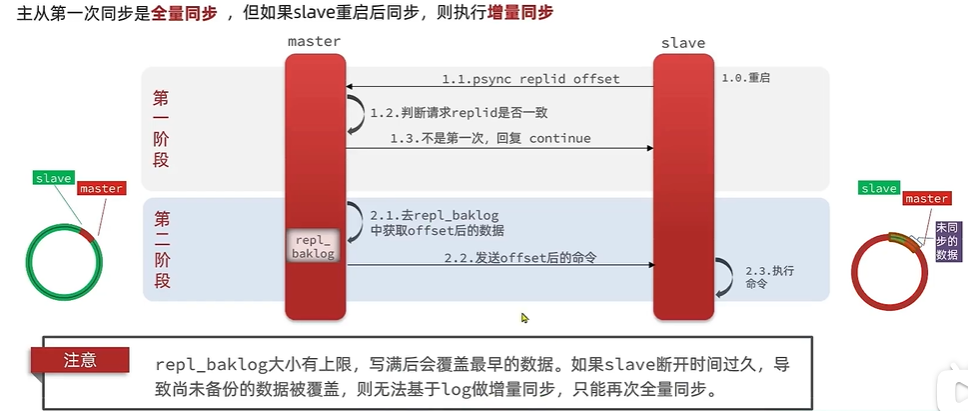 主从第一次同步是全量同步，但如果slave重启后同步，则执行增量同步
master
slave
第一阶段
1.0.重启
1.1.psync replid offset
1.2.判断请求replid是否一致
1.3.不是第一次，回复 continue
slave
master
第二阶段
2.1.去repl_baklog
中获取offset后的数据
repl_
baklog
2.2.发送offset后的命令
2.3.执行
命令
slave
master
未同
步的
数据
注意
repl_baklog大小有上限，写满后会覆盖最早的数据。如果slave断开时间过久，导
致尚未备份的数据被覆盖，则无法基于log做增量同步，只能再次全量同步。